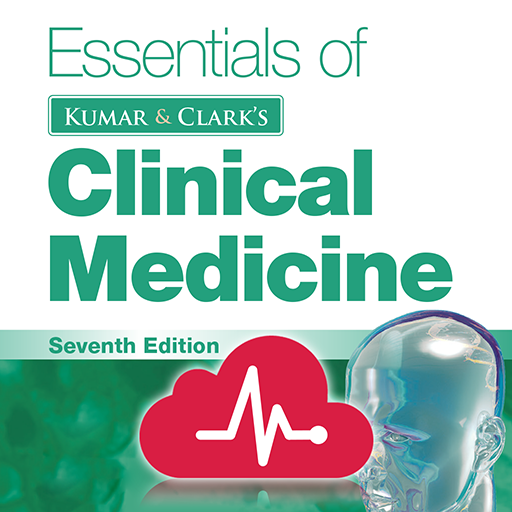 Essentials of
KUMAR & CLARK'S
Clinical
Medicine
Seventh Edition